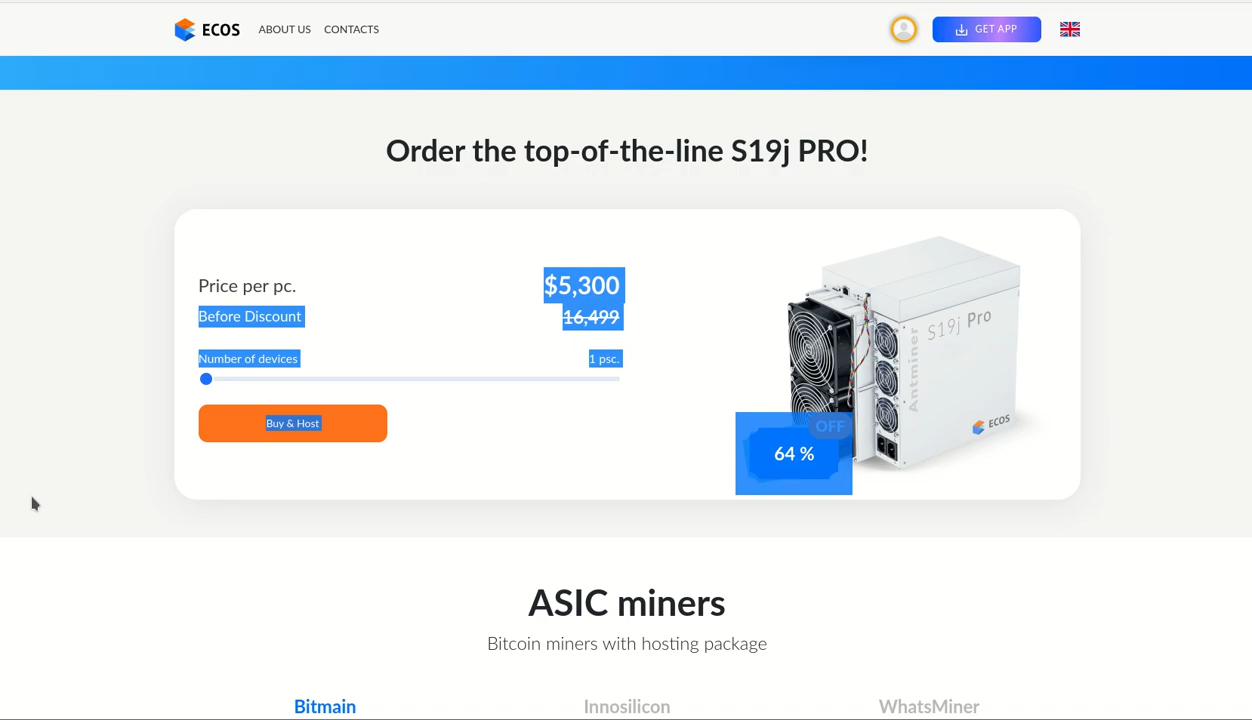 ECOS ABOUT US CONTACTS GET APP
Order the top-of-the-line S19j PRO!
Price per pc. $5,300
Before Discount 16,499
Number of devices 1 psc.
Buy & Host
S19j Pro
Antminer
ECOS
OFF
64 %
ASIC miners
Bitcoin miners with hosting package
Bitmain Innosilicon WhatsMiner